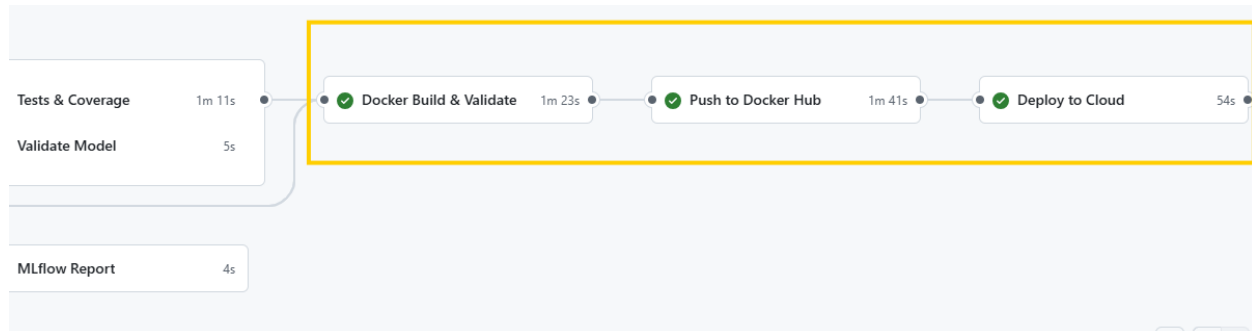 Tests & Coverage 1m 11s
Validate Model 5s
Docker Build & Validate 1m 23s
Push to Docker Hub 1m 41s
Deploy to Cloud 54s
MLflow Report 4s